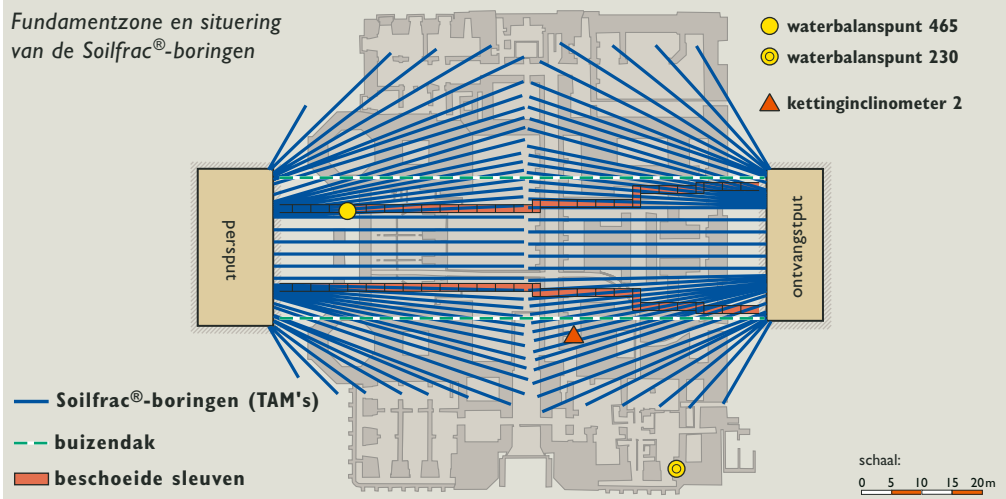 Fundamentzone en situering
van de Soilfrac®-boringen
waterbalanspunt 465
waterbalanspunt 230
kettinginclinometer 2
persput
ontvangstput
Soilfrac®-boringen (TAM's)
buizendak
beschoeide sleuven
schaal:
0 5 10 15 20m